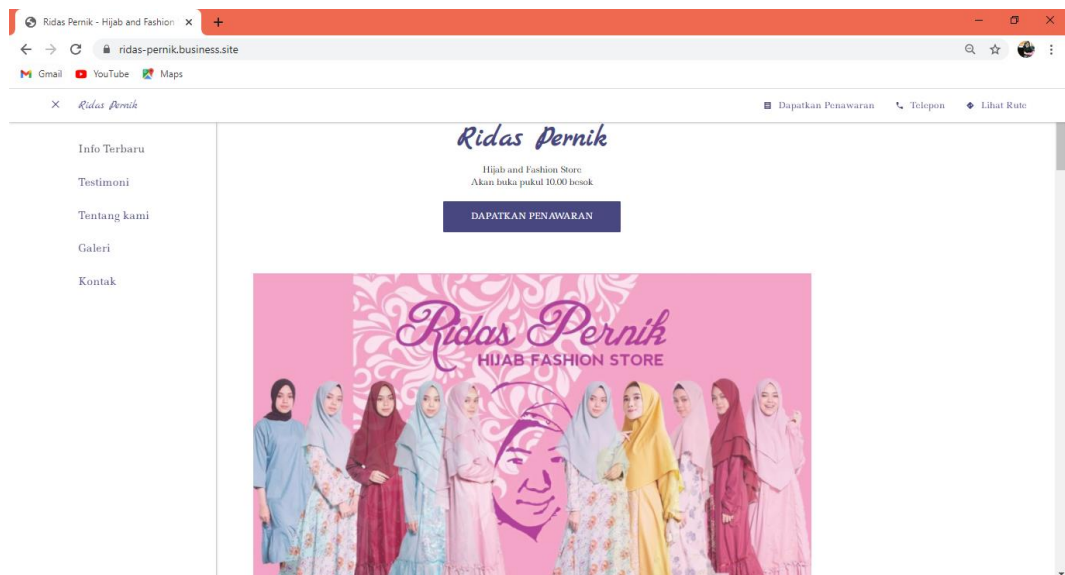 Ridas Pernik - Hijab and Fashion
ridas-pernik.business.site
Gmail YouTube Maps
Ridas Pernik
Dapatkan Penawaran Telepon Lihat Rute
Info Terbaru
Testimoni
Tentang kami
Galeri
Kontak
Ridas Pernik
Hijab and Fashion Store
Akan buka pukul 10.00 besok
DAPATKAN PENAWARAN
Ridas Pernik
HIJAB FASHION STORE